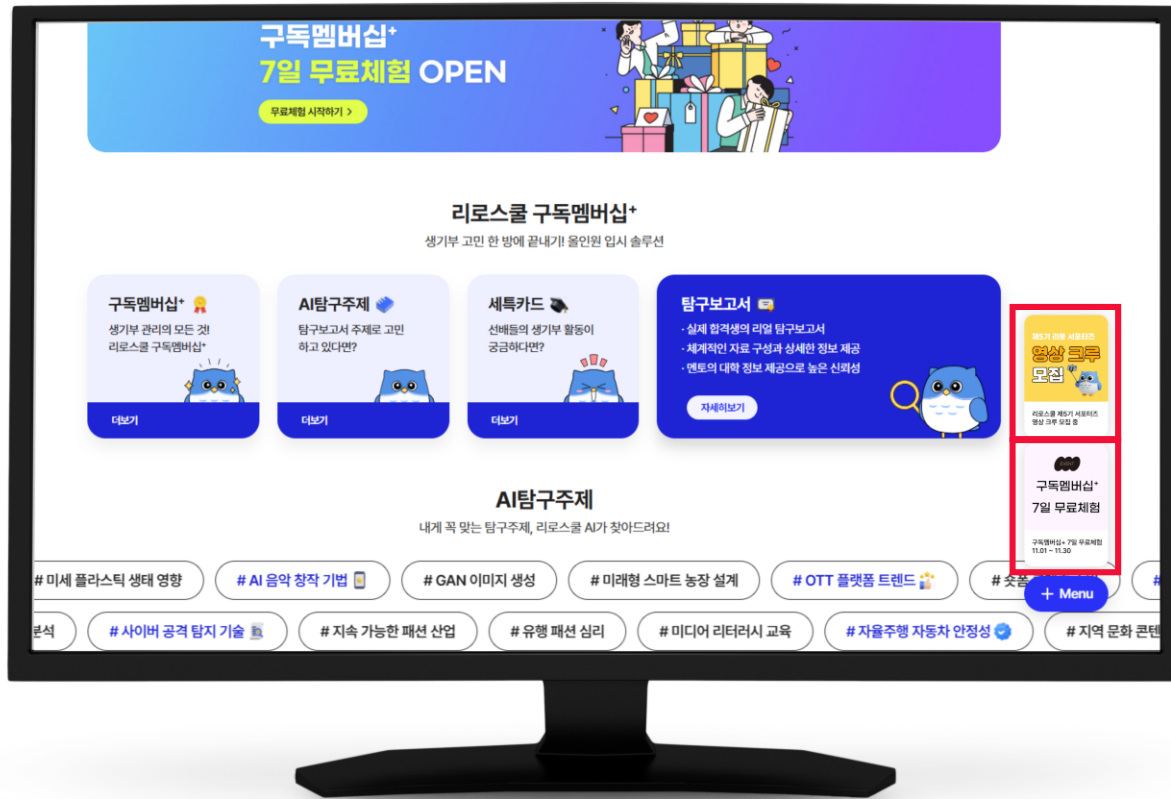 구독멤버십+
7일 무료체험 OPEN
무료체험 시작하기 >
리로스쿨 구독멤버십+
생기부 고민 한 방에 끝내기! 올인원 입시 솔루션
구독멤버십+
생기부 관리의 모든 것!
리로스쿨 구독멤버십+
더보기
AI탐구주제
탐구보고서 주제로 고민
하고 있다면?
더보기
세특카드
선배들의 생기부 활동이
궁금하다면?
더보기
탐구보고서
· 실제 합격생의 리얼 탐구보고서
· 체계적인 자료 구성과 상세한 정보 제공
· 멘토의 대학 정보 제공으로 높은 신뢰성
자세히보기
제5기 리로 서포터즈
영상 크루
모집
리로스쿨 제5기 서포터즈
영상 크루 모집 중
구독멤버십+
7일 무료체험
구독멤버십+ 7일 무료체험
11.01 ~ 11.30
AI탐구주제
내게 꼭 맞는 탐구주제, 리로스쿨 AI가 찾아드려요!
# 미세 플라스틱 생태 영향
# AI 음악 창작 기법
# GAN 이미지 생성
# 미래형 스마트 농장 설계
# OTT 플랫폼 트렌드
# 숏폼
#
+ Menu
분석
# 사이버 공격 탐지 기술
# 지속 가능한 패션 산업
# 유행 패션 심리
# 미디어 리터러시 교육
# 자율주행 자동차 안정성
# 지역 문화 콘텐